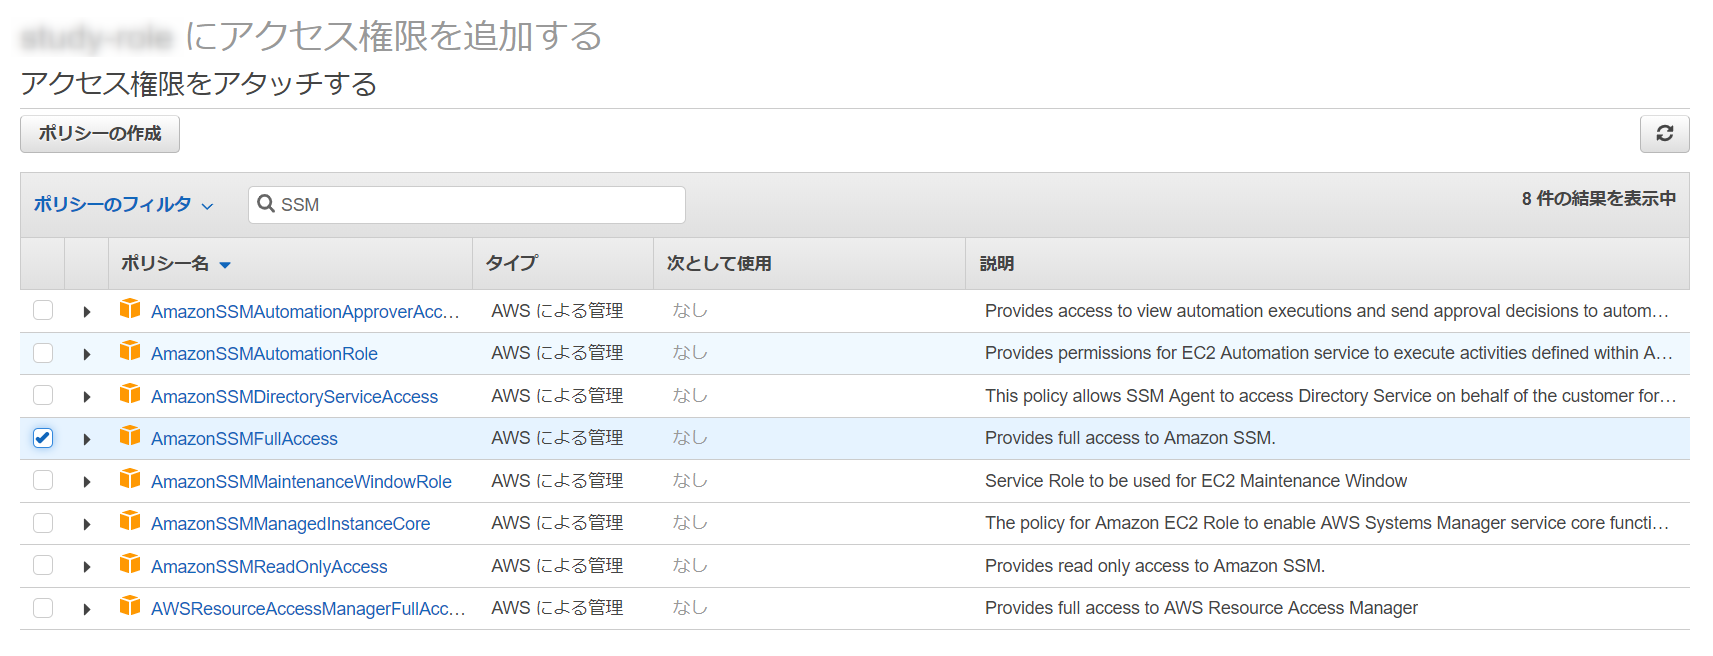 にアクセス権限を追加する
アクセス権限をアタッチする
ポリシーの作成
ポリシーのフィルタ SSM 8 件の結果を表示中
ポリシー名 タイプ 次として使用 説明
AmazonSSMAutomationApproverAcc... AWS による管理 なし Provides access to view automation executions and send approval decisions to autom...
AmazonSSMAutomationRole AWS による管理 なし Provides permissions for EC2 Automation service to execute activities defined within A...
AmazonSSMDirectoryServiceAccess AWS による管理 なし This policy allows SSM Agent to access Directory Service on behalf of the customer for...
AmazonSSMFullAccess AWS による管理 なし Provides full access to Amazon SSM.
AmazonSSMMaintenanceWindowRole AWS による管理 なし Service Role to be used for EC2 Maintenance Window
AmazonSSMManagedInstanceCore AWS による管理 なし The policy for Amazon EC2 Role to enable AWS Systems Manager service core functi...
AmazonSSMReadOnlyAccess AWS による管理 なし Provides read only access to Amazon SSM.
AWSResourceAccessManagerFullAcc... AWS による管理 なし Provides full access to AWS Resource Access Manager